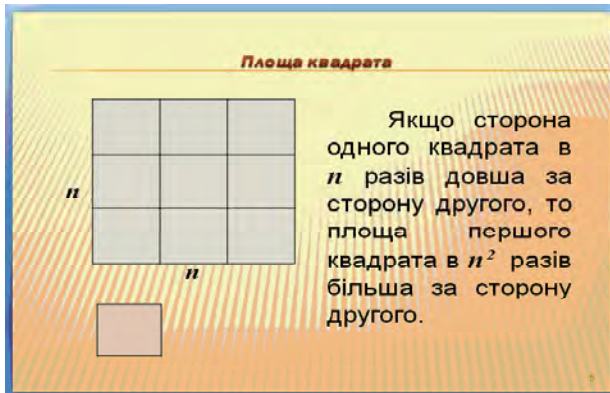 Площа квадрата
Якщо сторона
одного квадрата в
n разів довша за
сторону другого, то
площа першого
квадрата в n² разів
більша за сторону
другого.
n
n